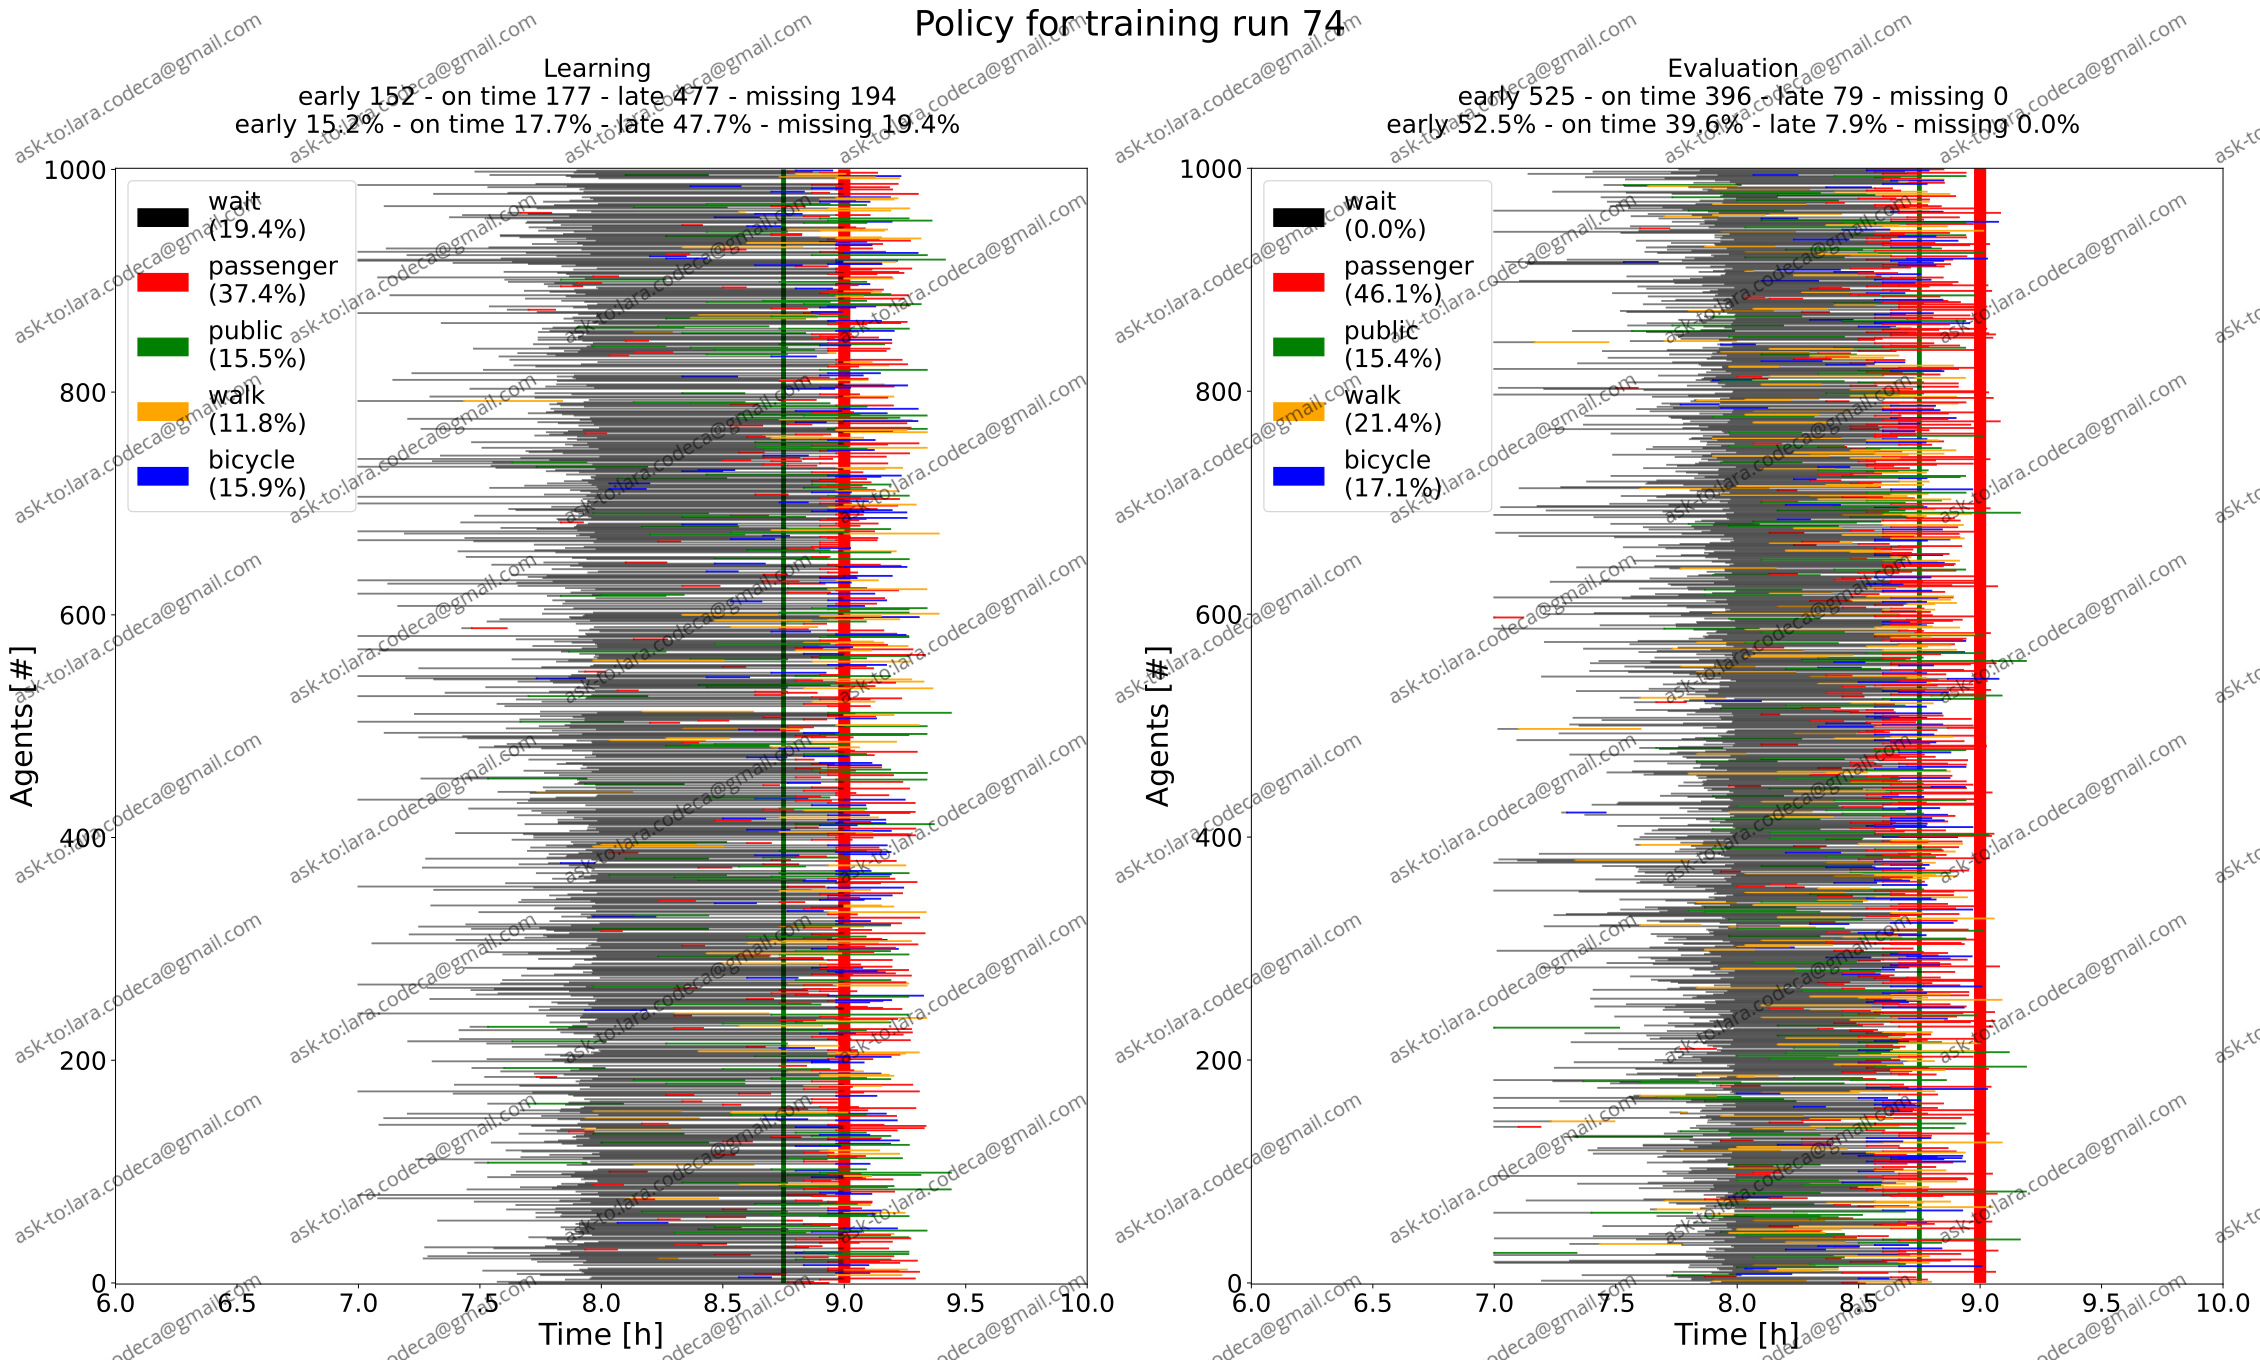 Policy for training run 74
Learning
early 152 - on time 177 - late 477 - missing 194
early 15.2% - on time 17.7% - late 47.7% - missing 19.4%
Evaluation
early 525 - on time 396 - late 79 - missing 0
early 52.5% - on time 39.6% - late 7.9% - missing 0.0%
wait
(19.4%)
passenger
(37.4%)
public
(15.5%)
walk
(11.8%)
bicycle
(15.9%)
wait
(0.0%)
passenger
(46.1%)
public
(15.4%)
walk
(21.4%)
bicycle
(17.1%)
1000
800
600
400
200
0
Agents [#]
6.0 6.5 7.0 7.5 8.0 8.5 9.0 9.5 10.0
Time [h]
1000
800
600
400
200
0
Agents [#]
6.0 6.5 7.0 7.5 8.0 8.5 9.0 9.5 10.0
Time [h]
ask-to:lara.codeca@gmail.com